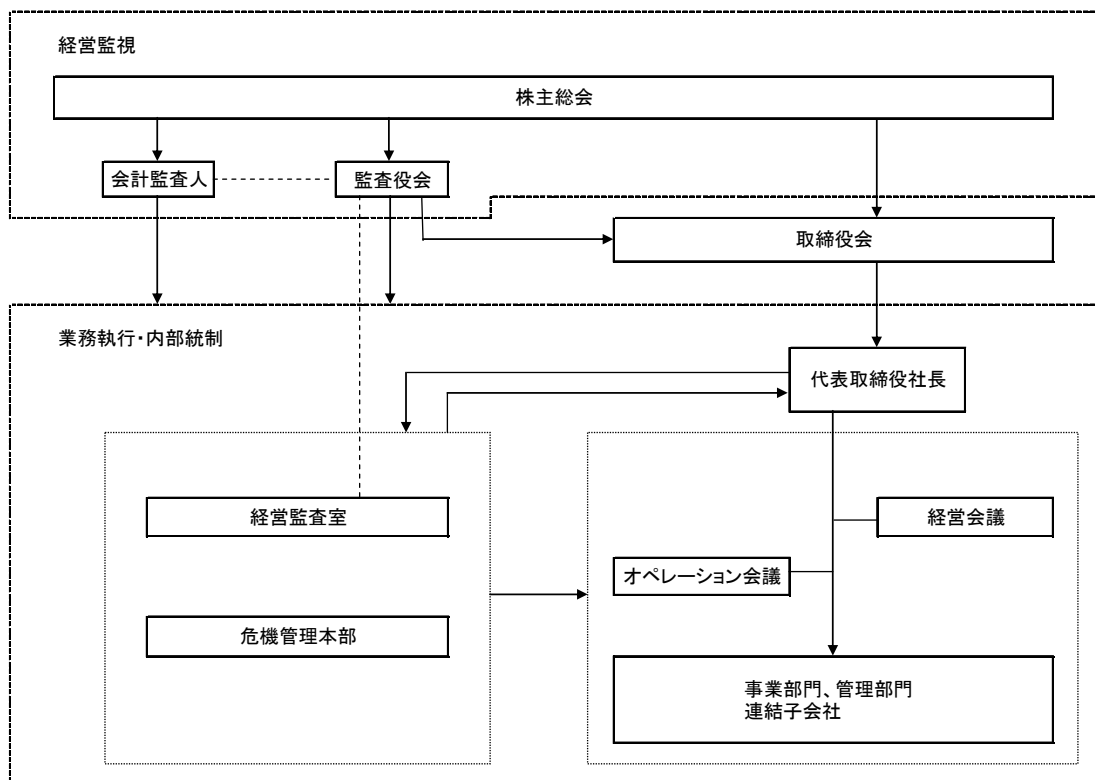 経営監視
株主総会
会計監査人
監査役会
取締役会
業務執行・内部統制
代表取締役社長
経営監査室
経営会議
オペレーション会議
危機管理本部
事業部門、管理部門
連結子会社